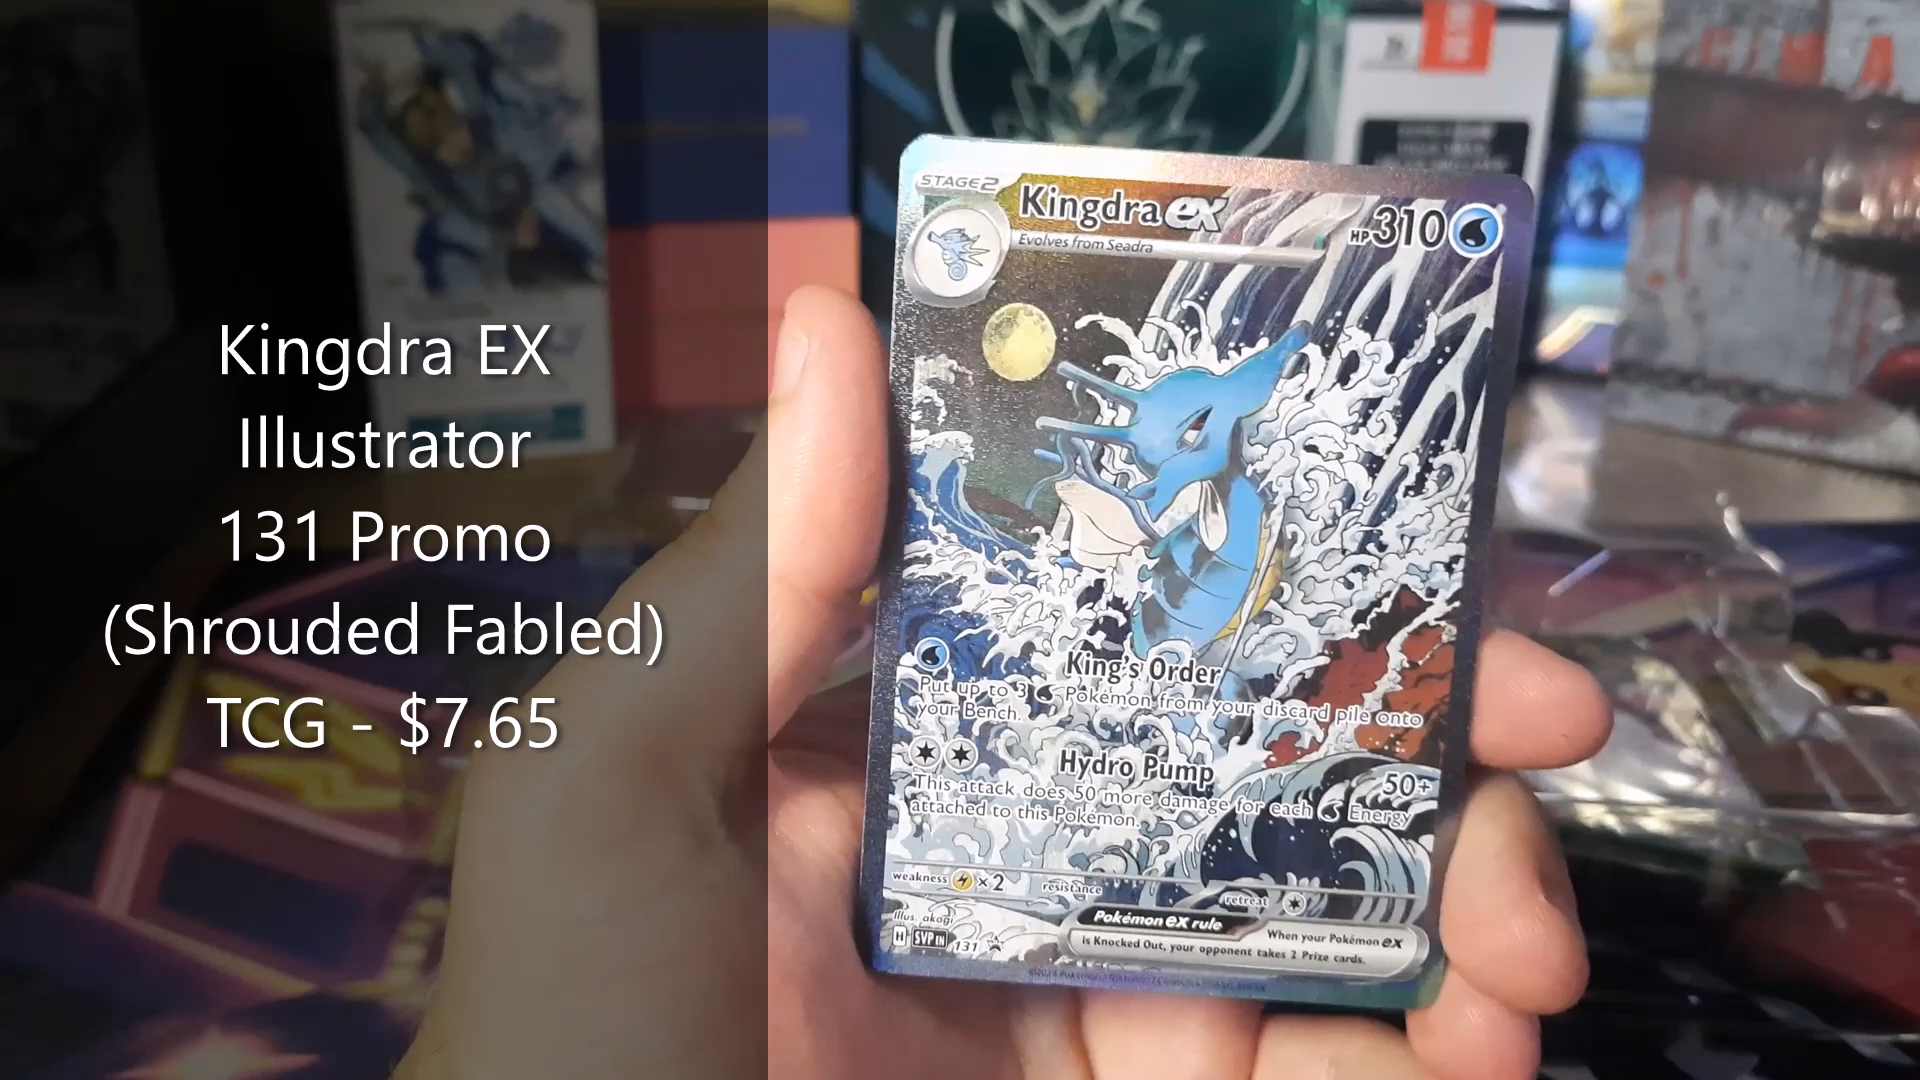 Kingdra EX
Illustrator
131 Promo
(Shrouded Fabled)
TCG - $7.65
STAGE2
Kingdra ex
HP 310
Evolves from Seadra
King's Order
Put up to 3 Pokémon from your discard pile onto
your Bench.
Hydro Pump 50+
This attack does 50 more damage for each Energy
attached to this Pokémon.
weakness ×2 resistance retreat
Illus. akagi
H SVP EN 131
Pokémon ex rule
When your Pokémon ex
is Knocked Out, your opponent takes 2 Prize cards.